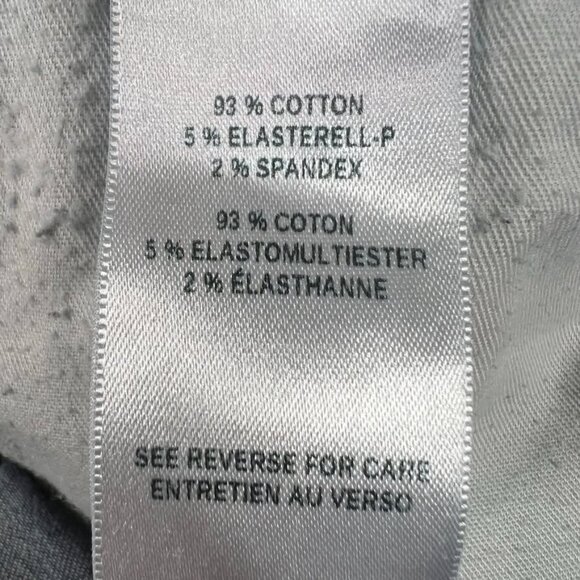 93 % COTTON
5 % ELASTERELL-P
2 % SPANDEX
93 % COTON
5 % ELASTOMULTIESTER
2 % ÉLASTHANNE
SEE REVERSE FOR CARE
ENTRETIEN AU VERSO